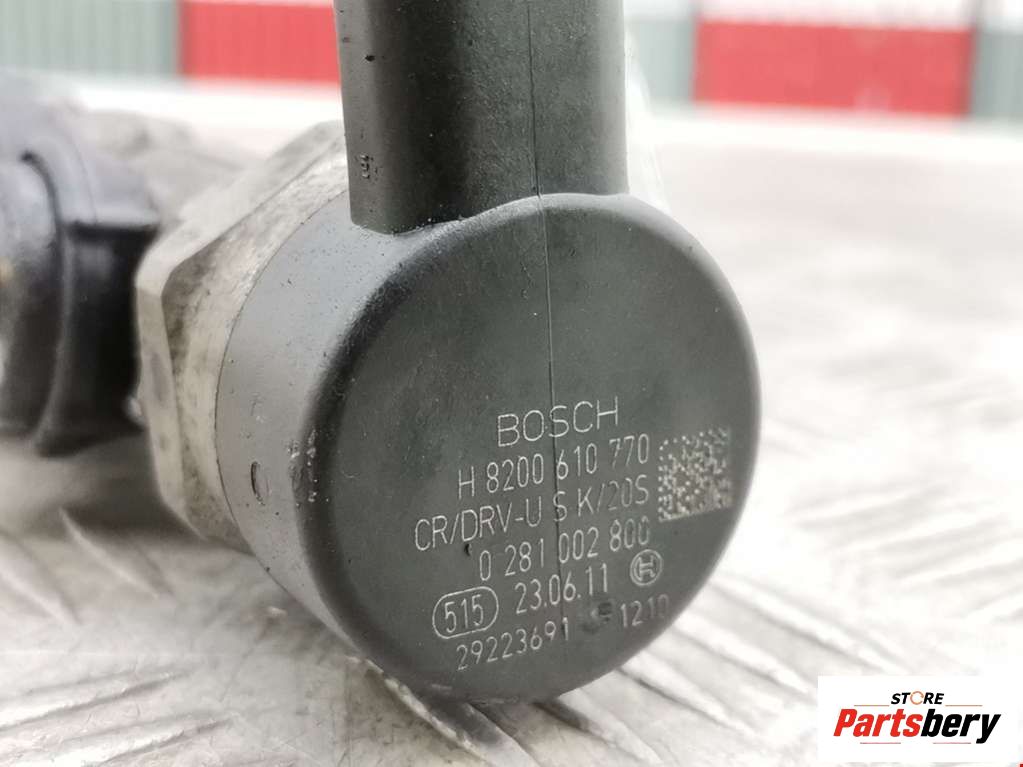 BOSCH
H 8200 610 770
CR/DRV-U S K/20S
0 281 002 800
515 23.06.11
29223691 1210
STORE
Partsbery